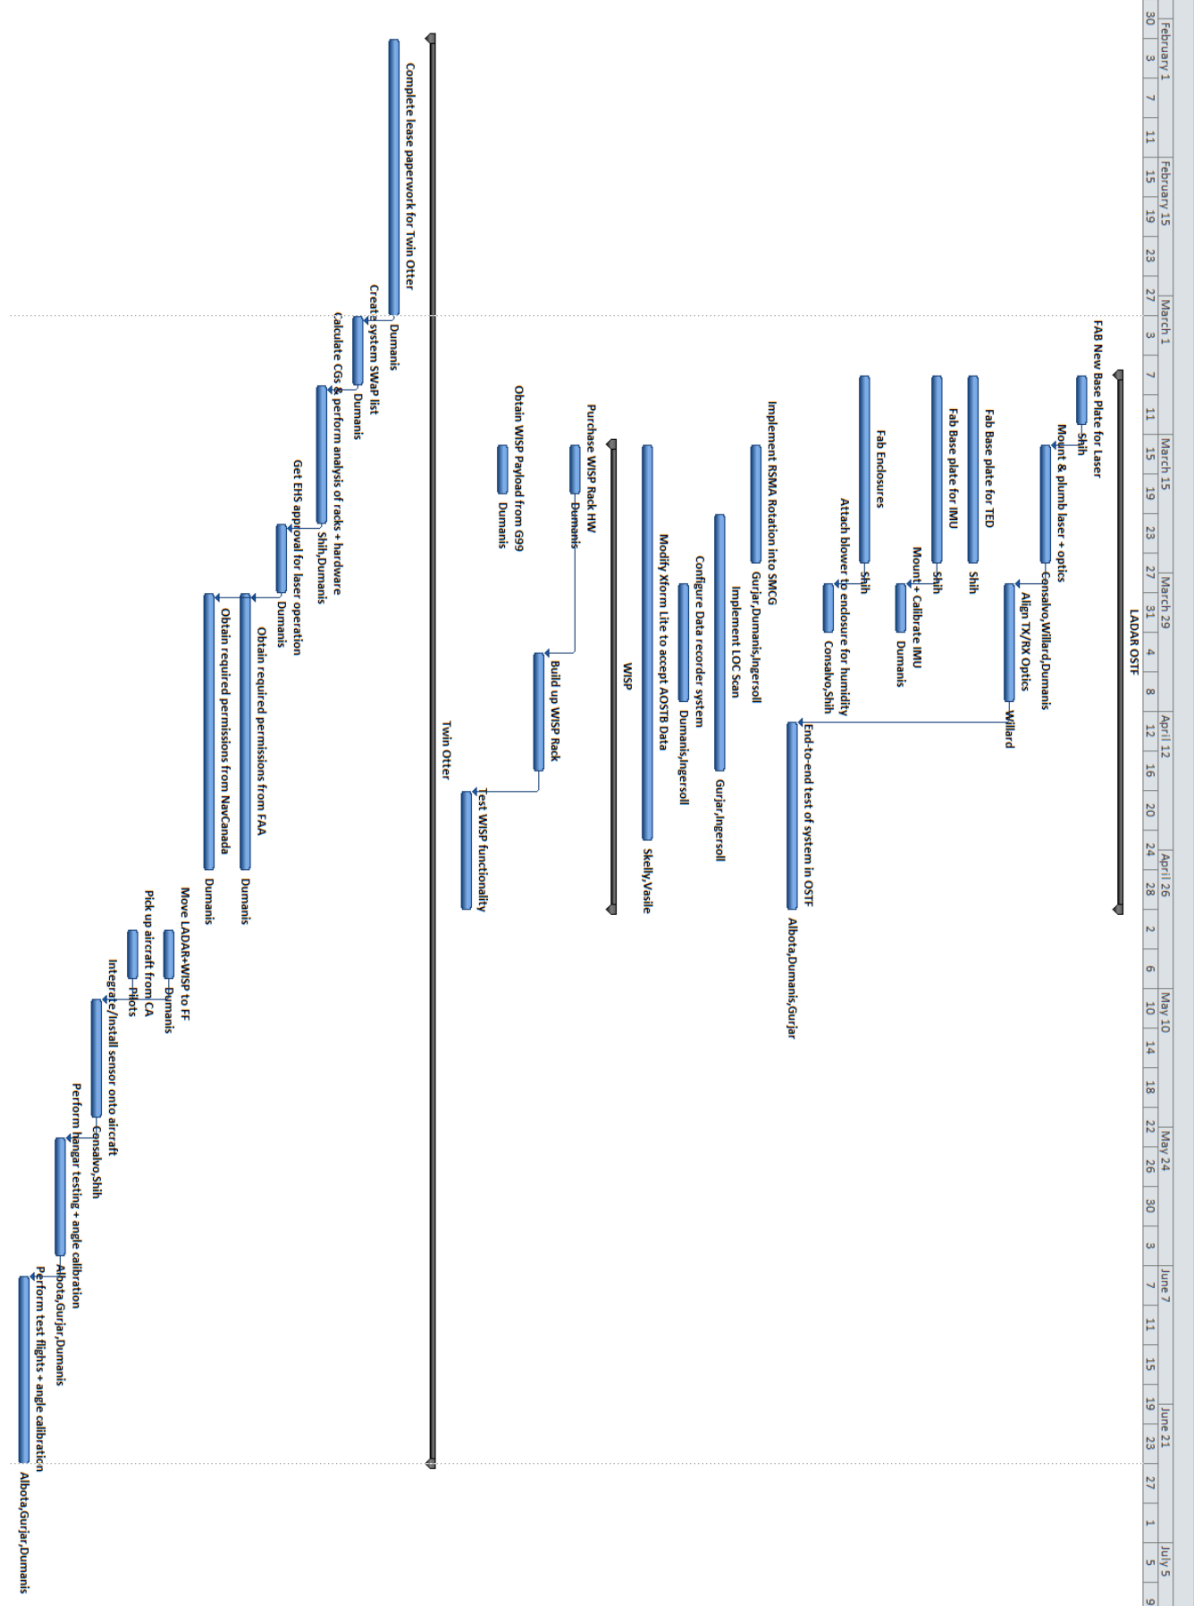 February 1
February 15
March 1
March 15
March 29
April 12
April 26
May 10
May 24
June 7
June 21
July 5
30 3 7 11 15 19 23 27 3 7 11 15 19 23 27 31 4 8 12 16 20 24 28 2 6 10 14 18 22 26 30 3 7 11 15 19 23 27 1 5 9
LADAR OSTF
FAB New Base Plate for Laser
Shih
Mount & plumb laser + optics
Consalvo,Willard,Dumanis
Align TX/RX Optics
Willard
Fab Base plate for TED
Shih
Fab Base plate for IMU
Shih
Mount + Calibrate IMU
Dumanis
Fab Enclosures
Shih
Attach blower to enclosure for humidity
Consalvo,Shih
End-to-end test of system in OSTF
Albota,Dumanis,Gurjar
Implement RSMA Rotation into SMCG
Gurjar,Dumanis,Ingersoll
Implement LOC Scan
Gurjar,Ingersoll
Configure Data recorder system
Dumanis,Ingersoll
Modify Xform Lite to accept AOSTB Data
Skelly,Vasile
WISP
Purchase WISP Rack HW
Dumanis
Build up WISP Rack
Obtain WISP Payload from G99
Dumanis
Test WISP functionality
Twin Otter
Complete lease paperwork for Twin Otter
Dumanis
Create system SWaP list
Dumanis
Calculate CGs & perform analysis of racks + hardware
Shih,Dumanis
Get EHS approval for laser operation
Dumanis
Obtain required permissions from FAA
Dumanis
Obtain required permissions from NavCanada
Dumanis
Move LADAR+WISP to FF
Dumanis
Pick up aircraft from CA
Pilots
Integrate/Install sensor onto aircraft
Consalvo,Shih
Perform hangar testing + angle calibration
Albota,Gurjar,Dumanis
Perform test flights + angle calibration
Albota,Gurjar,Dumanis